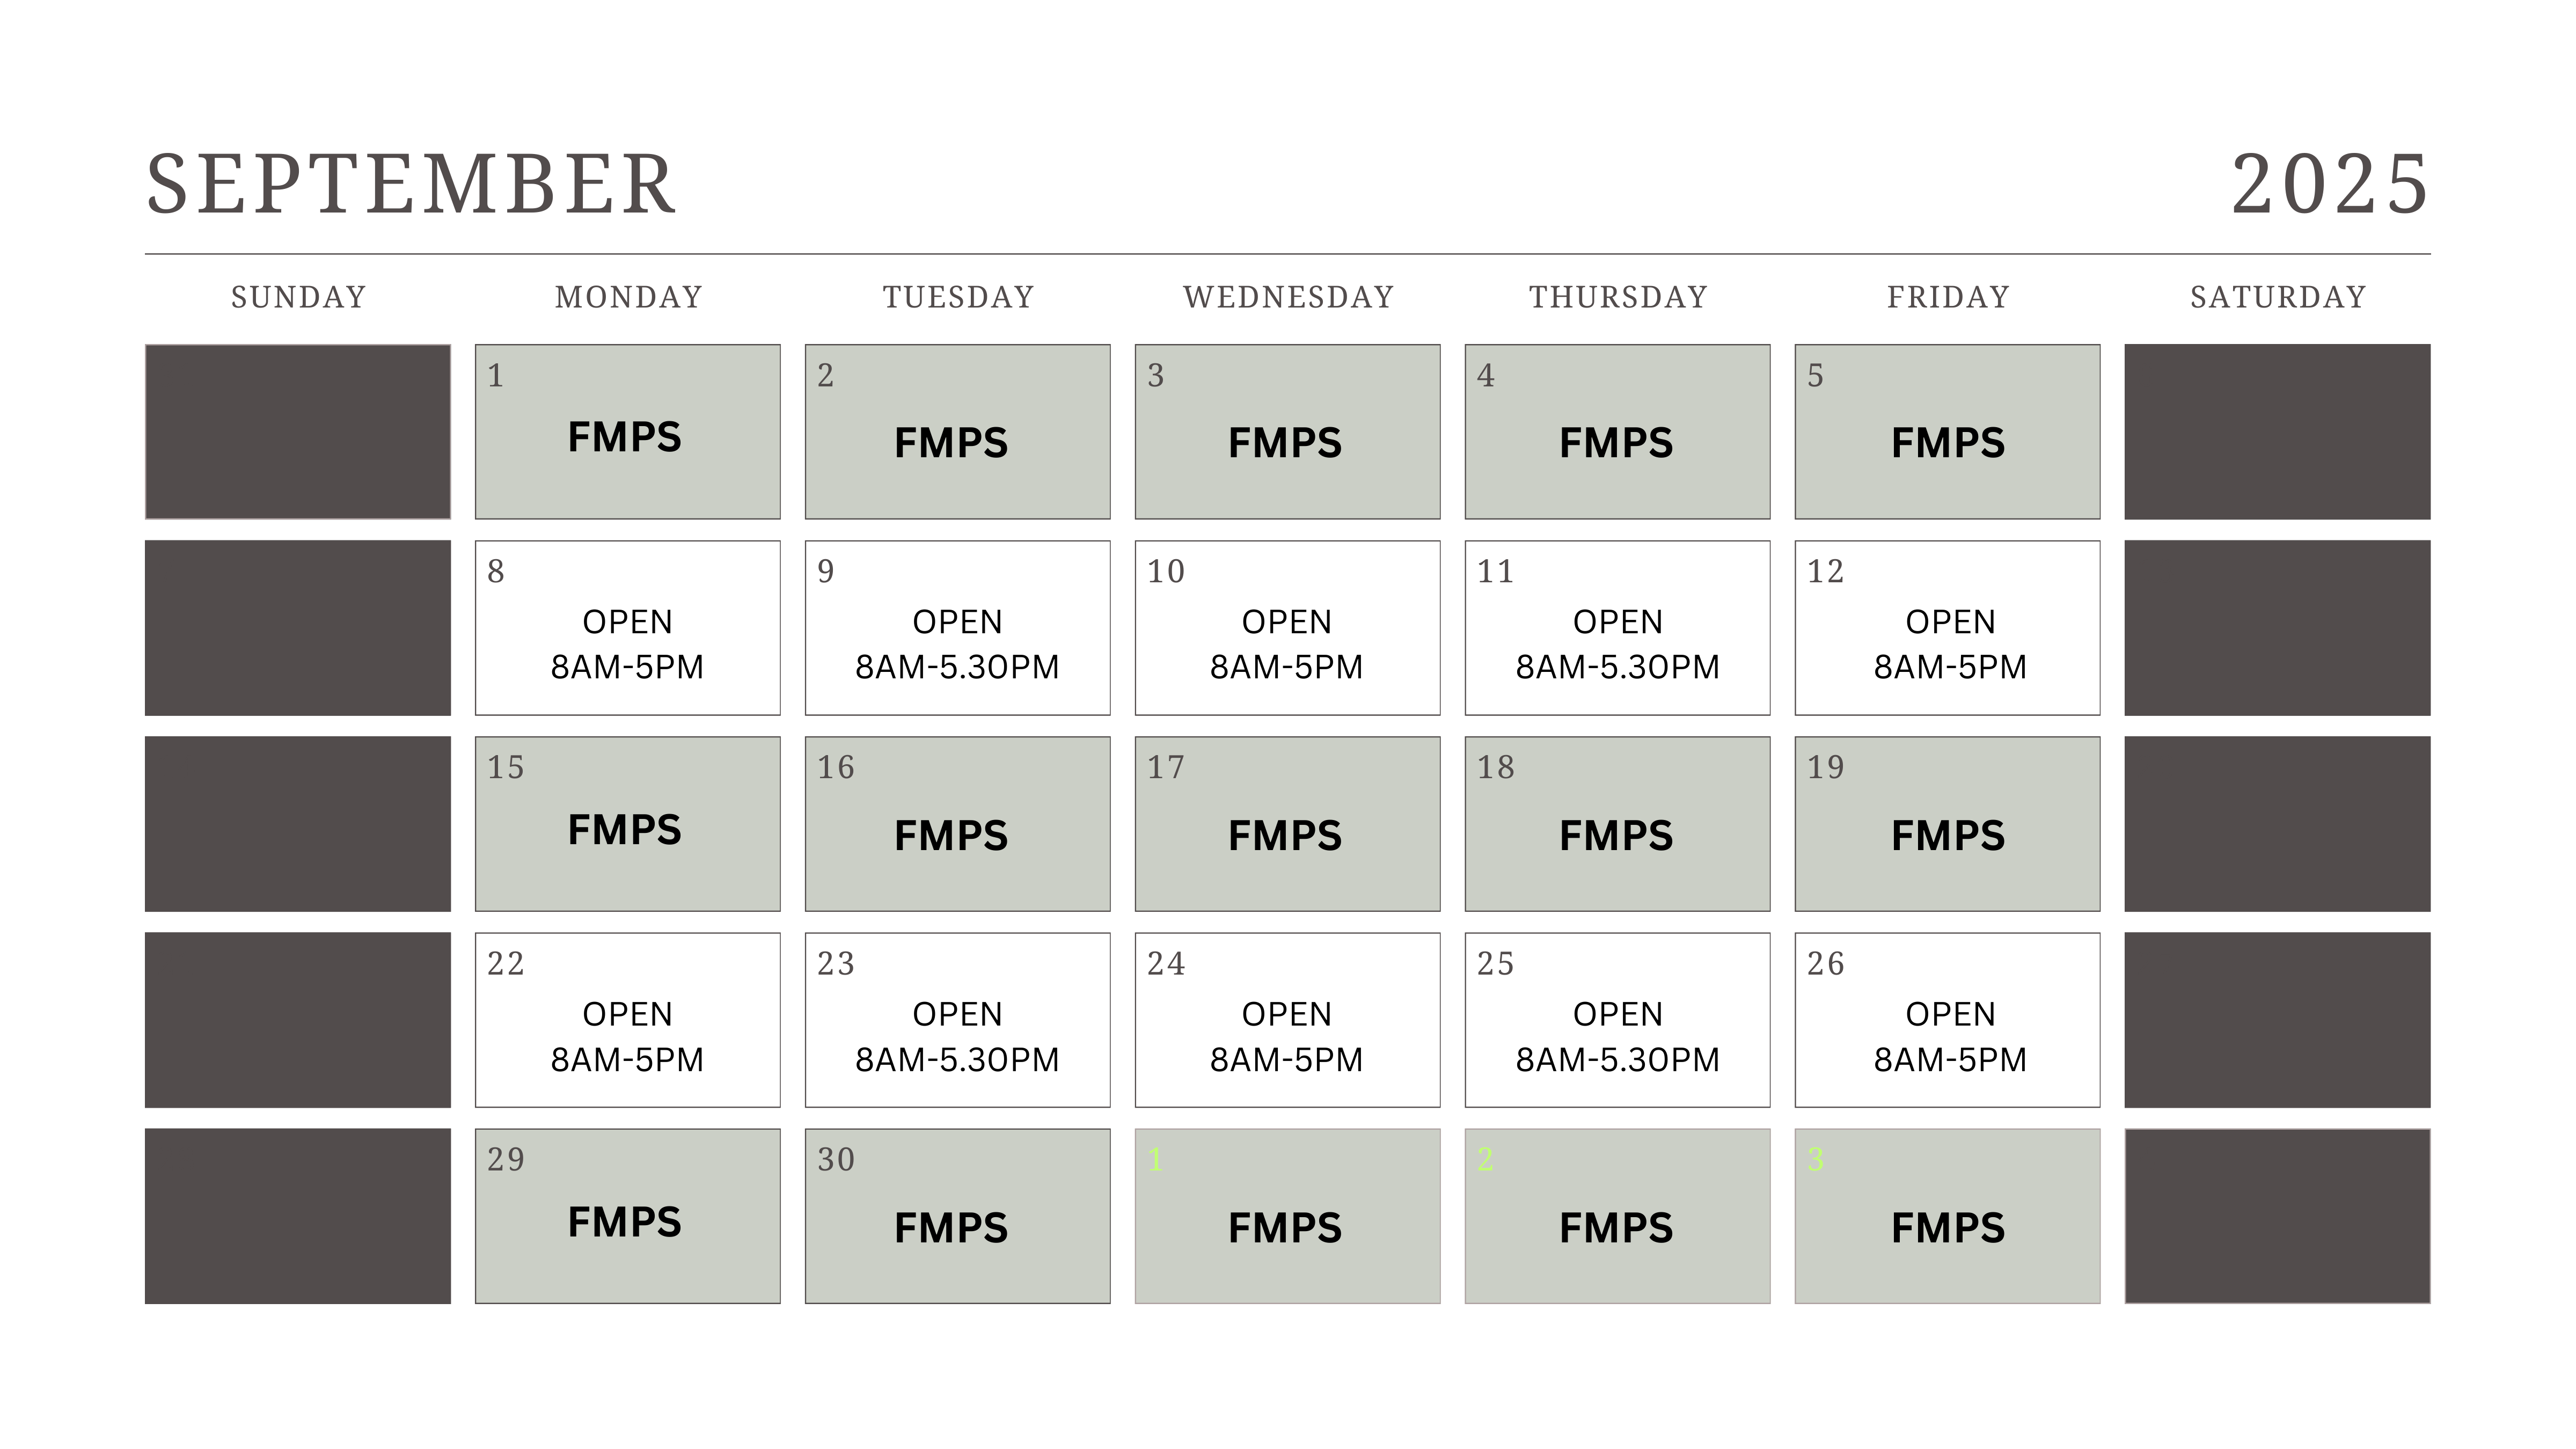 SEPTEMBER 2025
SUNDAY MONDAY TUESDAY WEDNESDAY THURSDAY FRIDAY SATURDAY
1 2 3 4 5
FMPS FMPS FMPS FMPS FMPS
8 9 10 11 12
OPEN OPEN OPEN OPEN OPEN
8AM-5PM 8AM-5.30PM 8AM-5PM 8AM-5.30PM 8AM-5PM
15 16 17 18 19
FMPS FMPS FMPS FMPS FMPS
22 23 24 25 26
OPEN OPEN OPEN OPEN OPEN
8AM-5PM 8AM-5.30PM 8AM-5PM 8AM-5.30PM 8AM-5PM
29 30 1 2 3
FMPS FMPS FMPS FMPS FMPS